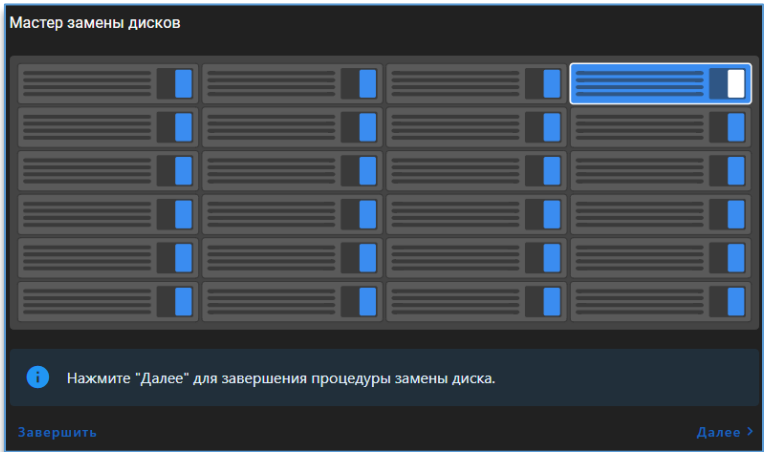 Мастер замены дисков
Нажмите "Далее" для завершения процедуры замены диска.
Завершить
Далее